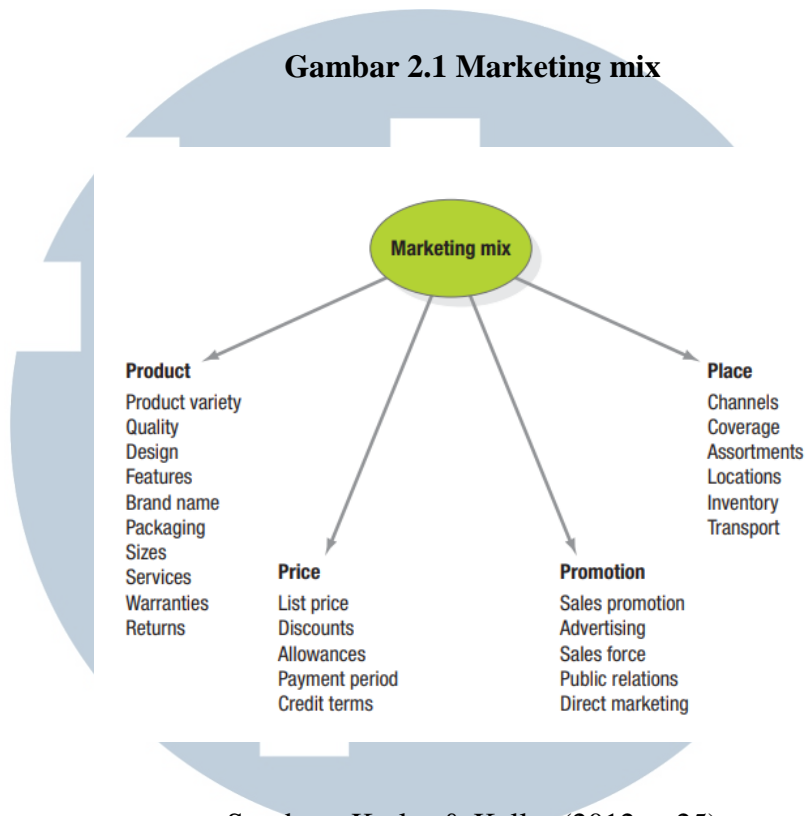 Gambar 2.1 Marketing mix
Marketing mix
Product
Product variety
Quality
Design
Features
Brand name
Packaging
Sizes
Services
Warranties
Returns
Price
List price
Discounts
Allowances
Payment period
Credit terms
Promotion
Sales promotion
Advertising
Sales force
Public relations
Direct marketing
Place
Channels
Coverage
Assortments
Locations
Inventory
Transport